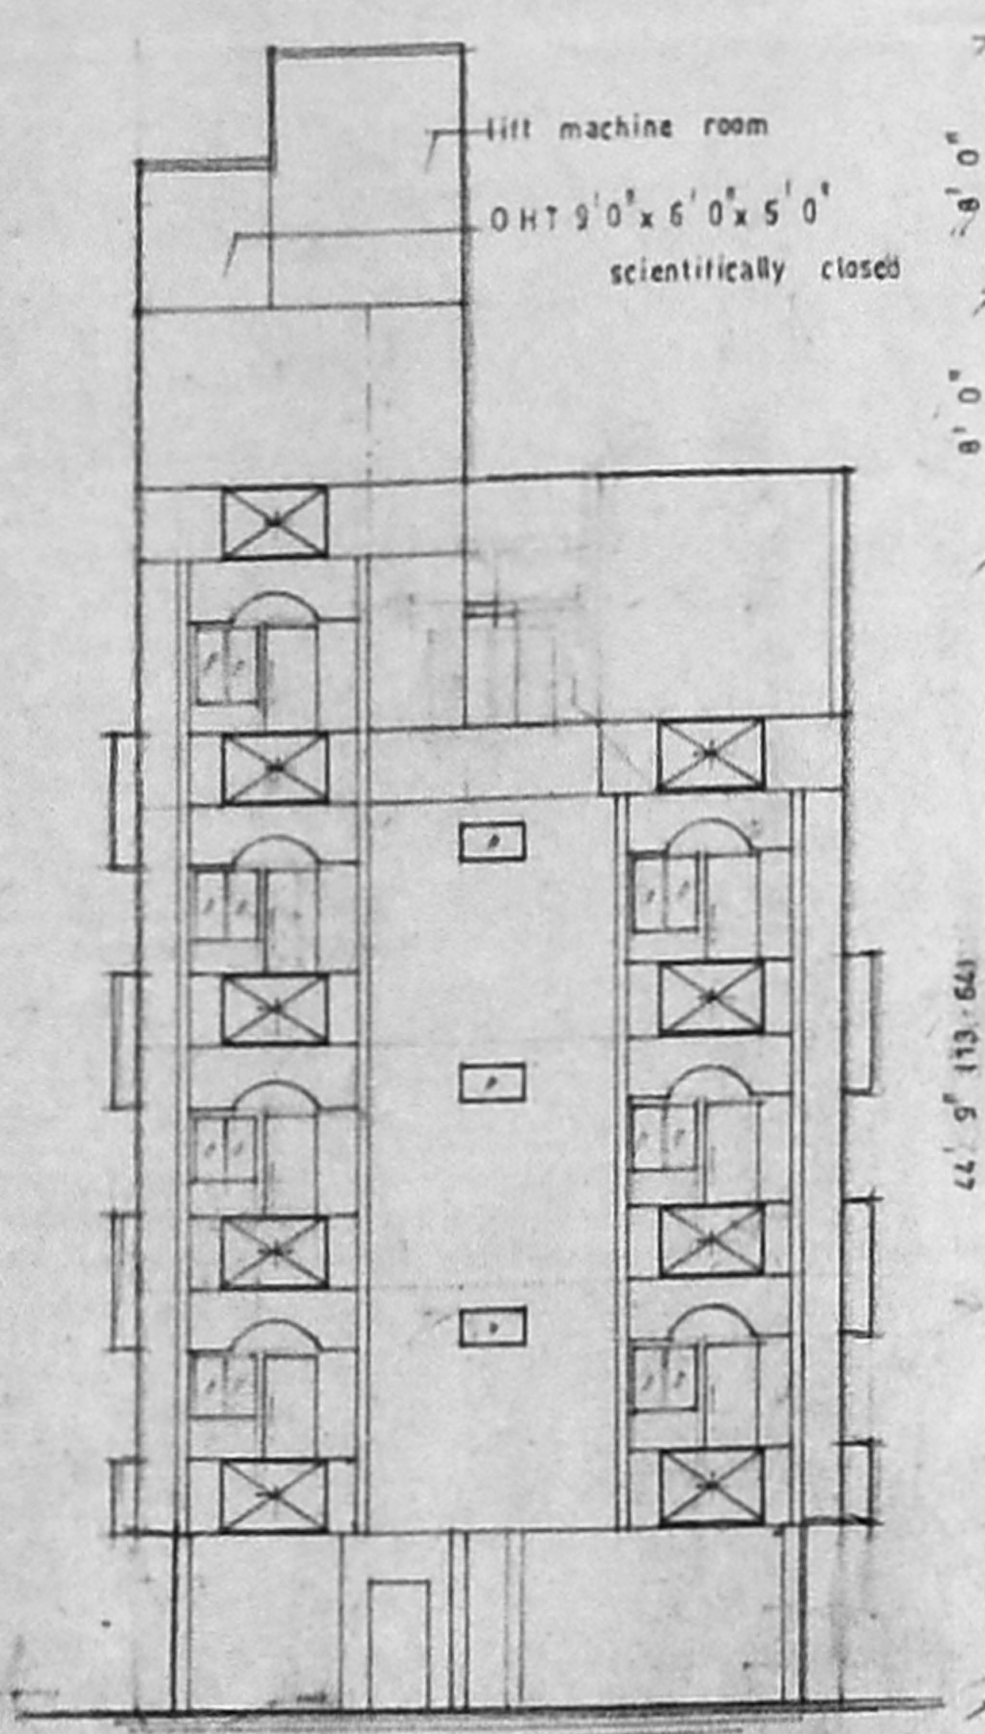 lift machine room
OHT 9'0" x 6'0" x 5'0"
scientifically closed
8' 0"
8' 0"
44' 9" (13.64)